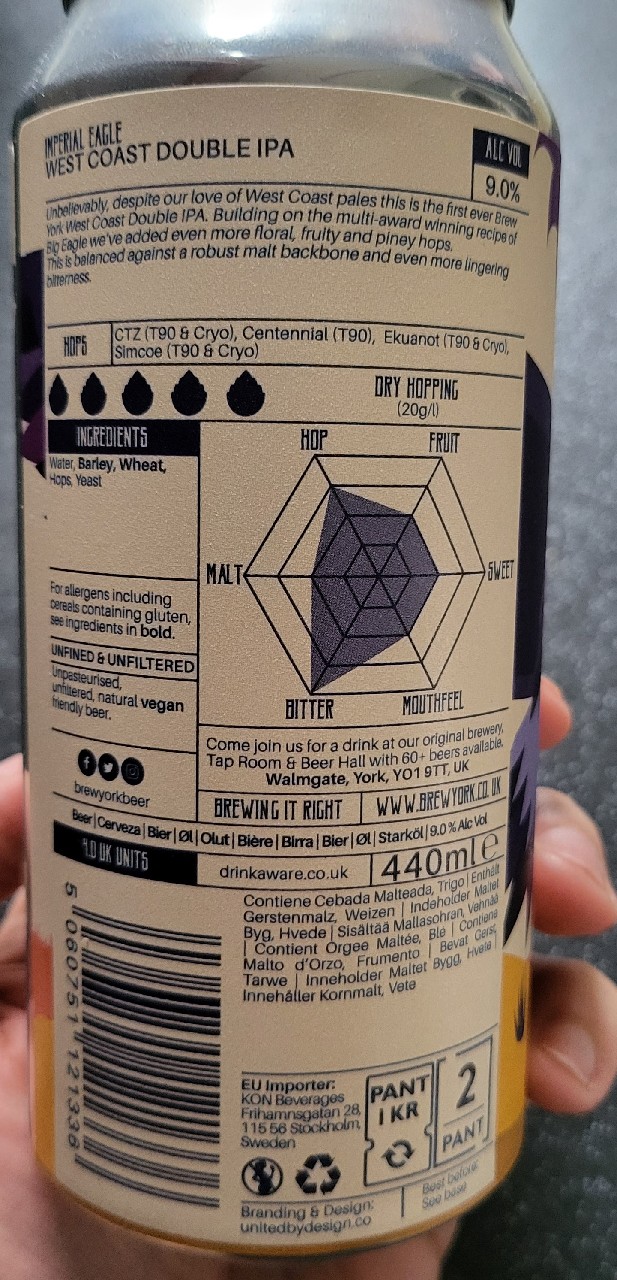 IMPERIAL EAGLE
WEST COAST DOUBLE IPA
ALC VOL
9.0%
Unbelievably, despite our love of West Coast pales this is the first ever Brew
York West Coast Double IPA. Building on the multi-award winning recipe of
Big Eagle we've added even more floral, fruity and piney hops.
This is balanced against a robust malt backbone and even more lingering
bitterness.
HOPS
CTZ (T90 & Cryo), Centennial (T90), Ekuanot (T90 & Cryo),
Simcoe (T90 & Cryo)
DRY HOPPING
(20g/l)
INGREDIENTS
Water, Barley, Wheat,
Hops, Yeast
HOP
FRUIT
MALT
SWEET
BITTER
MOUTHFEEL
For allergens including
cereals containing gluten,
see ingredients in bold.
UNFINED & UNFILTERED
Unpasteurised,
unfiltered, natural vegan
friendly beer.
brewyorkbeer
Come join us for a drink at our original brewery,
Tap Room & Beer Hall with 60+ beers available.
Walmgate, York, YO1 9TT, UK
BREWING IT RIGHT
WWW.BREWYORK.CO.UK
Beer|Cerveza|Bier|Øl|Olut|Bière|Birra|Bier|Øl|Starköl|9.0% Alc Vol
UK UNITS
drinkaware.co.uk
440ml e
Contiene Cebada Malteada, Trigo | Enthält
Gerstenmalz, Weizen | Indeholder Maltet
Byg, Hvede | Sisältää Mallasohran, Vehnää
| Contient Orgee Maltée, Blé | Contiene
Malto d'Orzo, Frumento | Bevat Gerst,
Tarwe | Inneholder Maltet Bygg, Hvete |
Innehåller Kornmalt, Vete
5 060751 121336
EU Importer:
KON Beverages
Frihamnsgatan 28,
115 56 Stockholm,
Sweden
PANT
1 KR
2
PANT
Branding & Design:
unitedbydesign.co
Best before:
See base